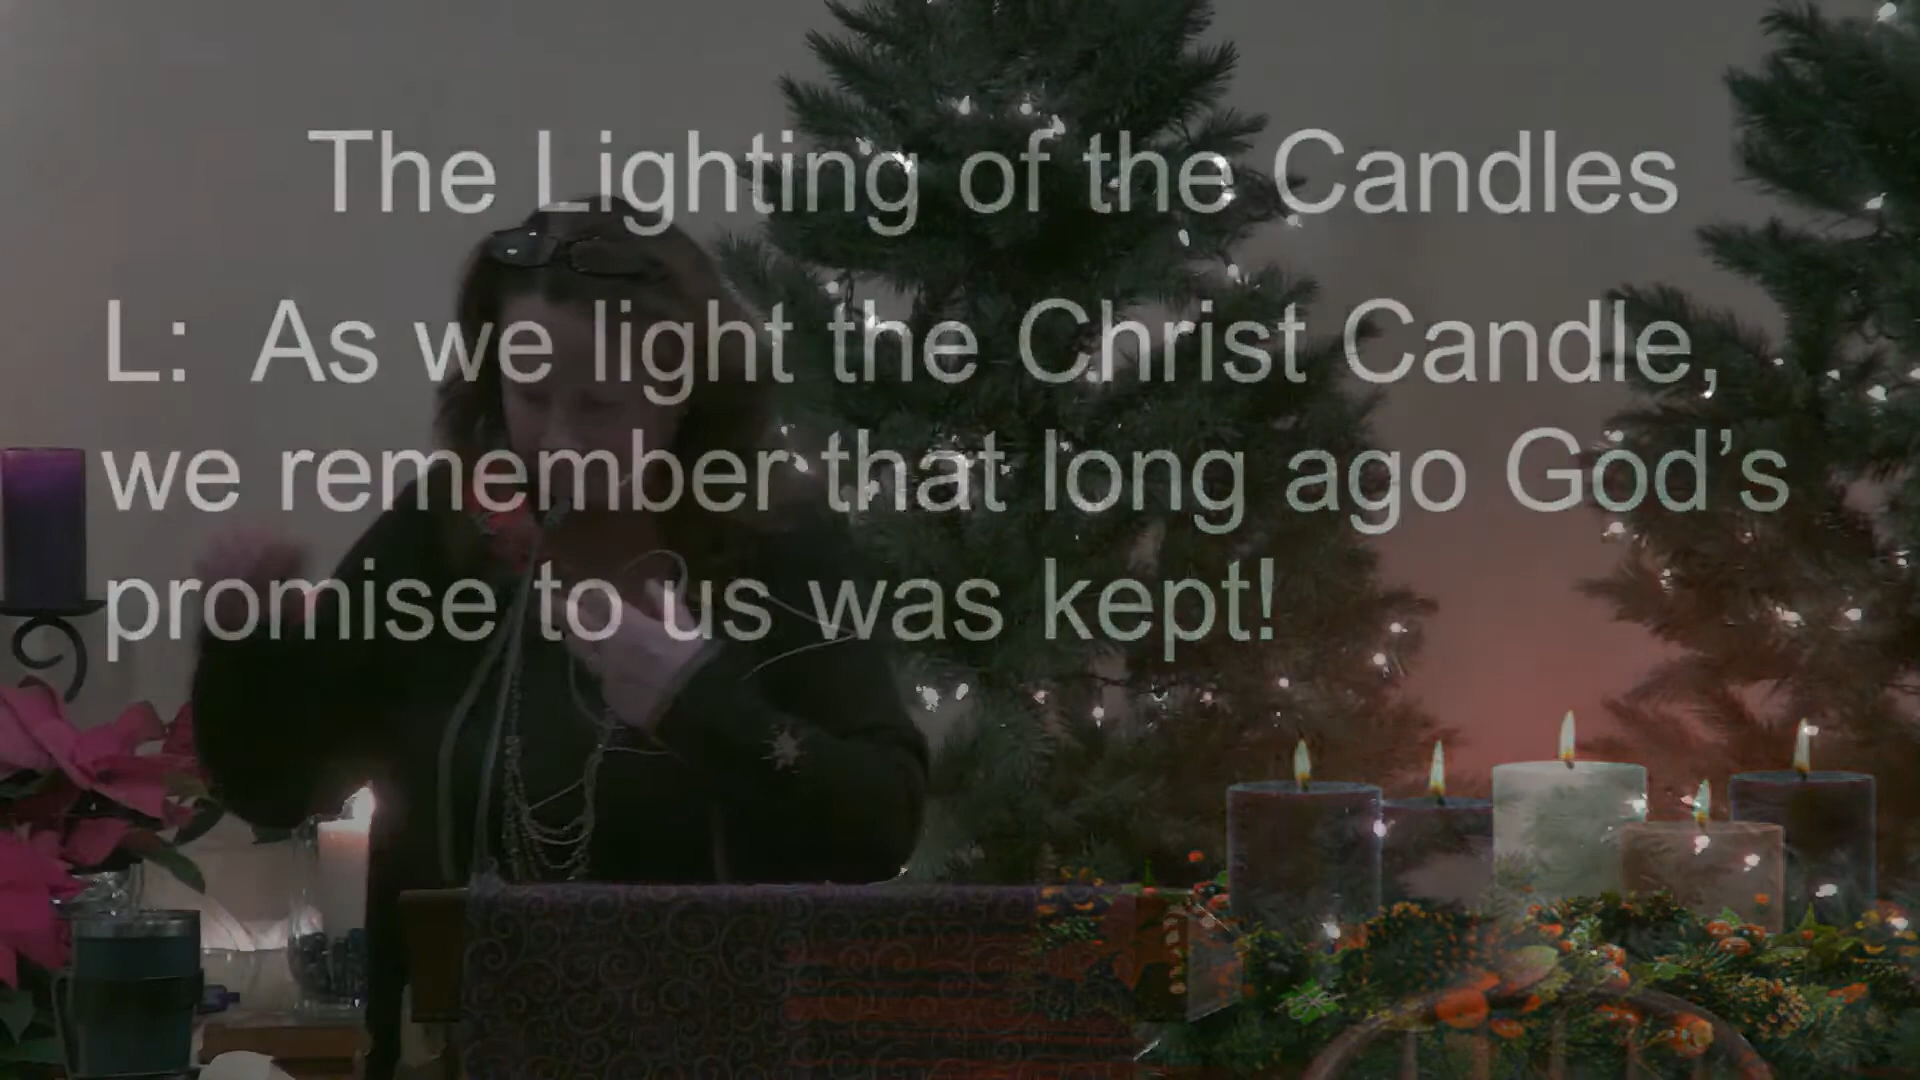 The Lighting of the Candles
L: As we light the Christ Candle,
we remember that long ago God’s
promise to us was kept!